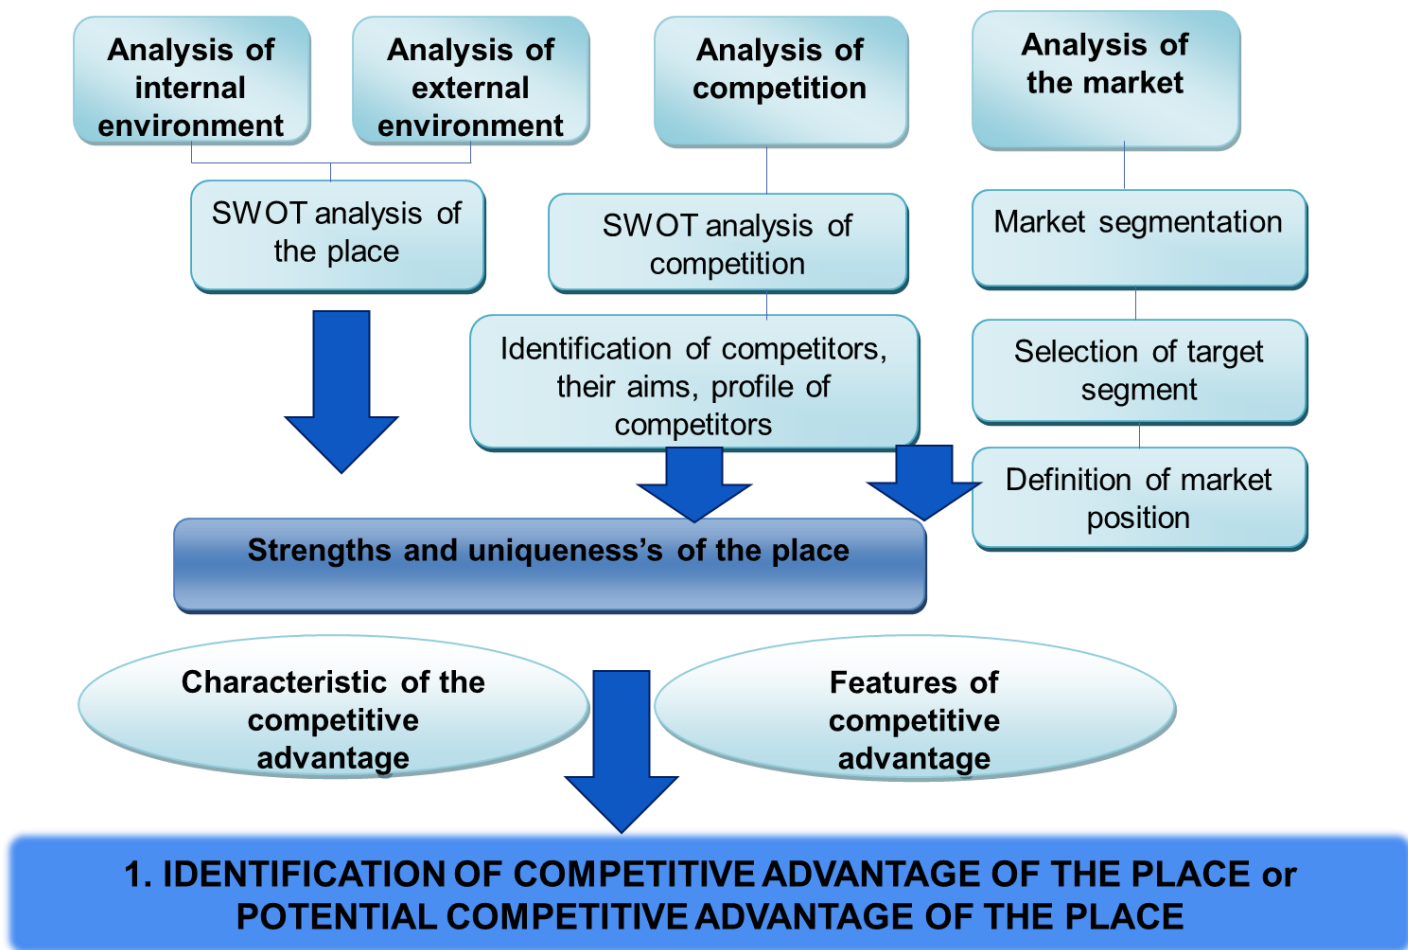 Analysis of
internal
environment
Analysis of
external
environment
Analysis of
competition
Analysis of
the market
SWOT analysis of
the place
SWOT analysis of
competition
Market segmentation
Identification of competitors,
their aims, profile of
competitors
Selection of target
segment
Definition of market
position
Strengths and uniqueness’s of the place
Characteristic of the
competitive
advantage
Features of
competitive
advantage
1. IDENTIFICATION OF COMPETITIVE ADVANTAGE OF THE PLACE or
POTENTIAL COMPETITIVE ADVANTAGE OF THE PLACE